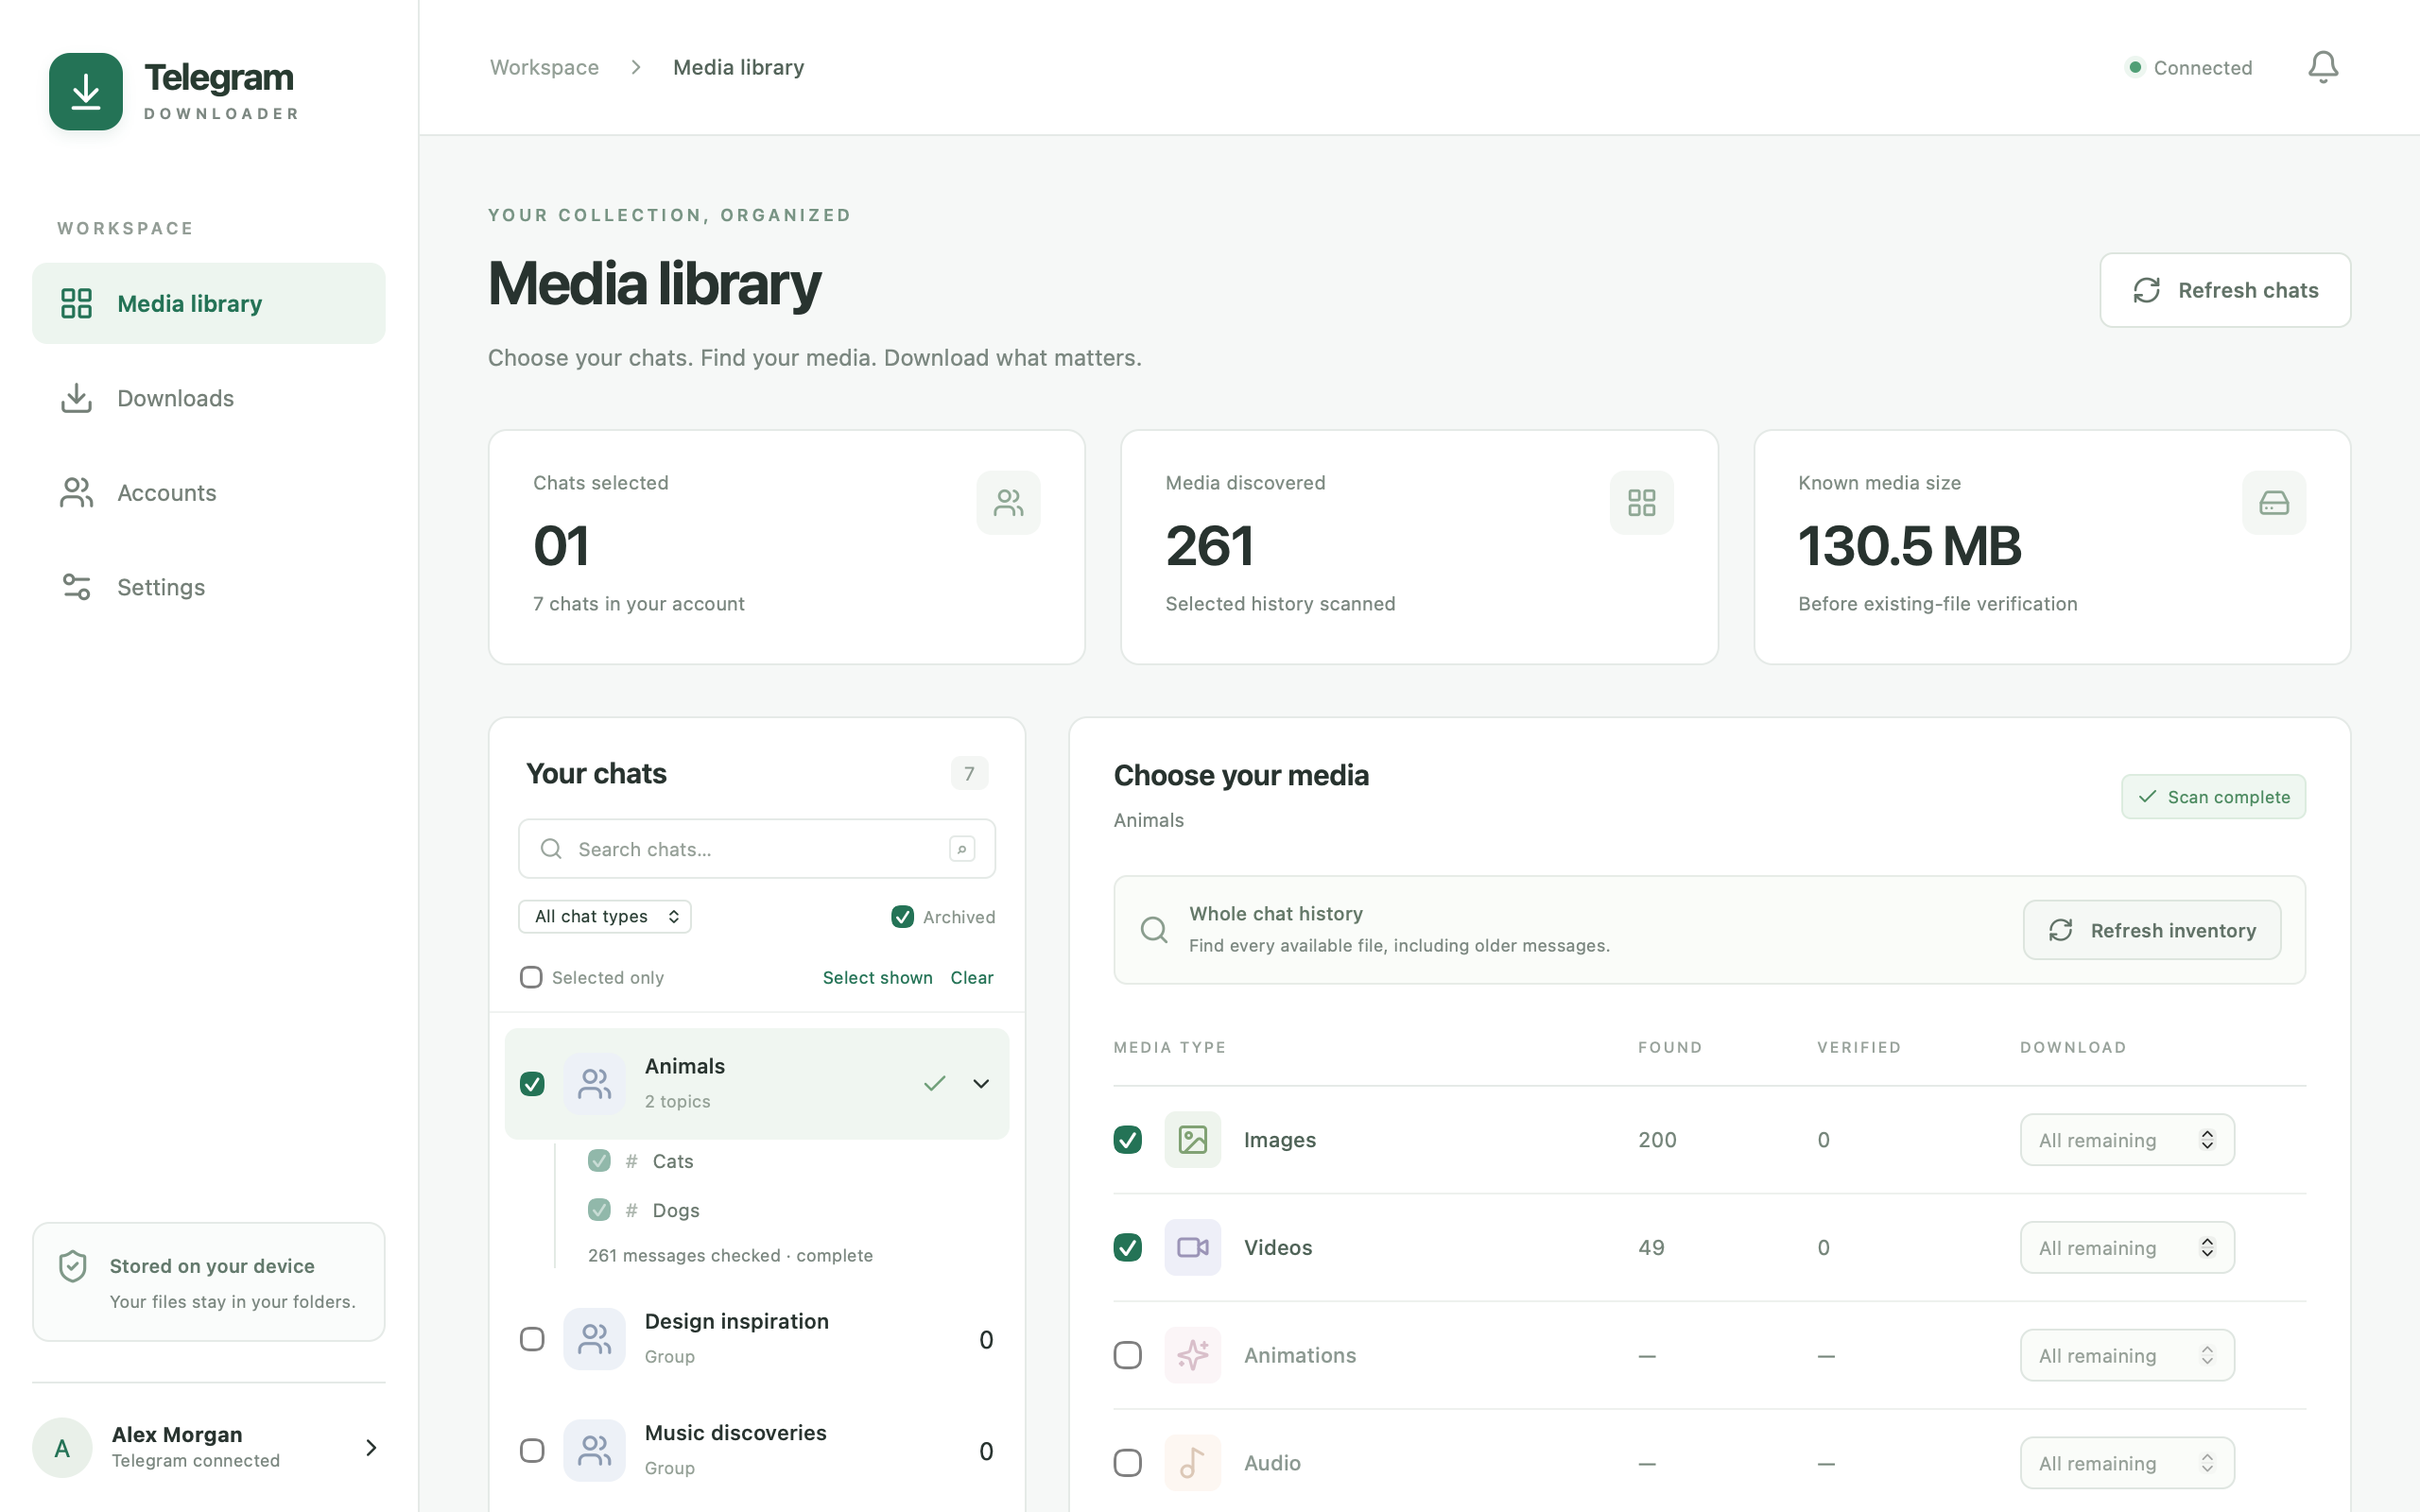 Telegram
DOWNLOADER
WORKSPACE
Media library
Downloads
Accounts
Settings
Stored on your device
Your files stay in your folders.
A
Alex Morgan
Telegram connected
Workspace
Media library
Connected
YOUR COLLECTION, ORGANIZED
Media library
Choose your chats. Find your media. Download what matters.
Refresh chats
Chats selected
01
7 chats in your account
Media discovered
261
Selected history scanned
Known media size
130.5 MB
Before existing-file verification
Your chats
7
Search chats...
All chat types
Archived
Selected only
Select shown
Clear
Animals
2 topics
# Cats
# Dogs
261 messages checked · complete
Design inspiration
Group
0
Music discoveries
Group
0
Choose your media
Animals
Scan complete
Whole chat history
Find every available file, including older messages.
Refresh inventory
MEDIA TYPE FOUND VERIFIED DOWNLOAD
Images 200 0 All remaining
Videos 49 0 All remaining
Animations — — All remaining
Audio — — All remaining